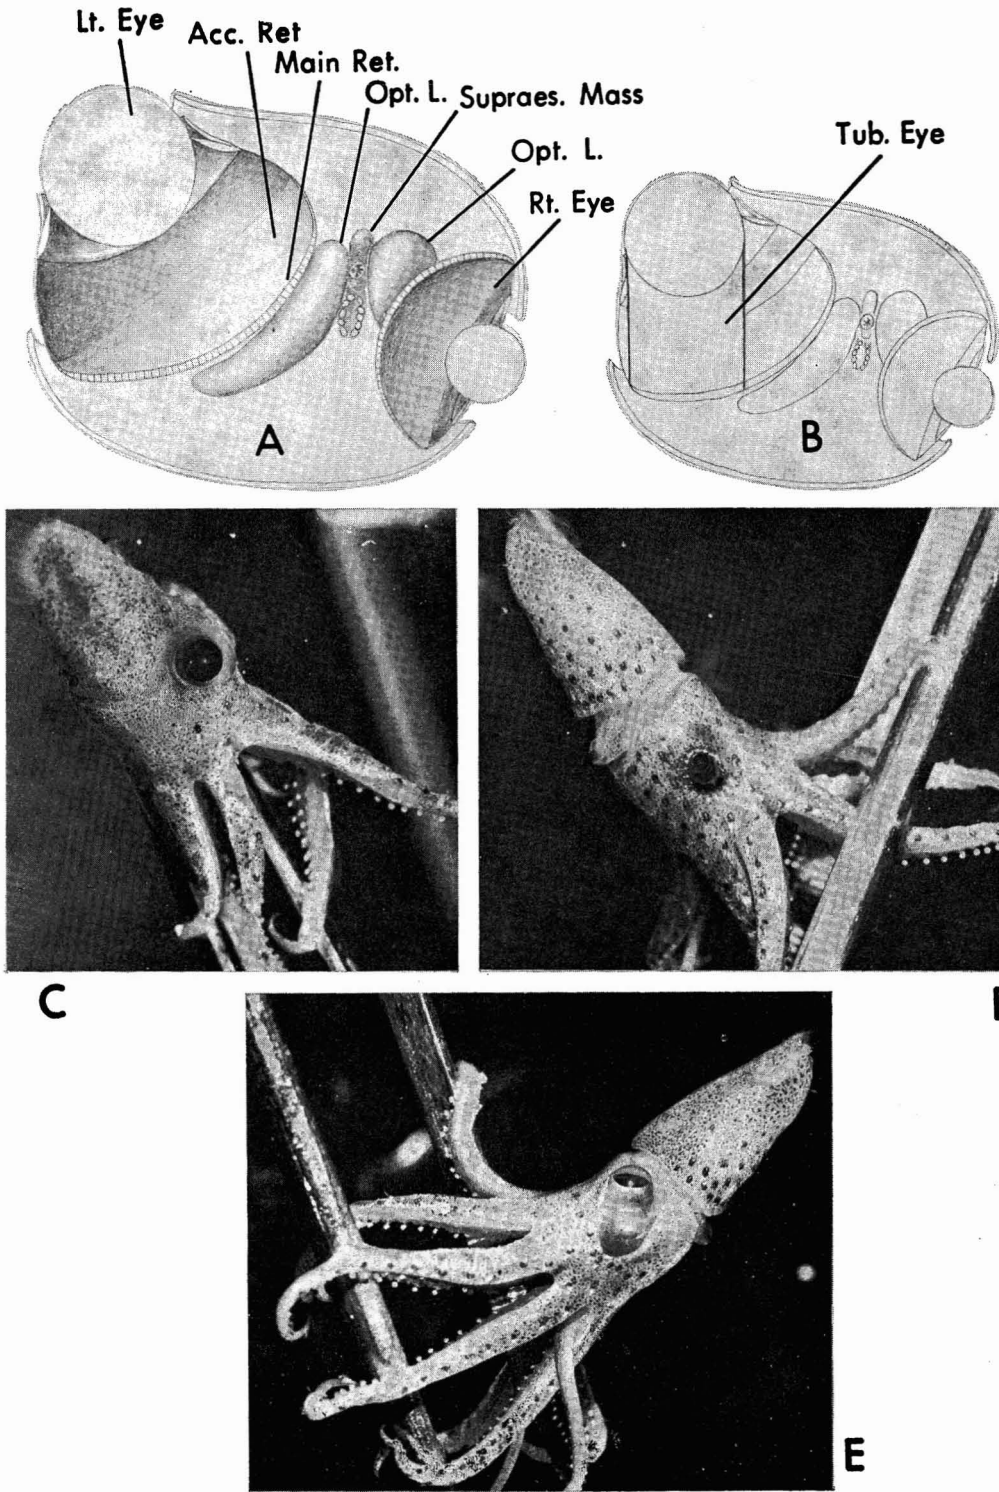 Lt. Eye
Acc. Ret
Main Ret.
Opt. L.
Supraes. Mass
Opt. L.
Rt. Eye
Tub. Eye
A
B
C
E